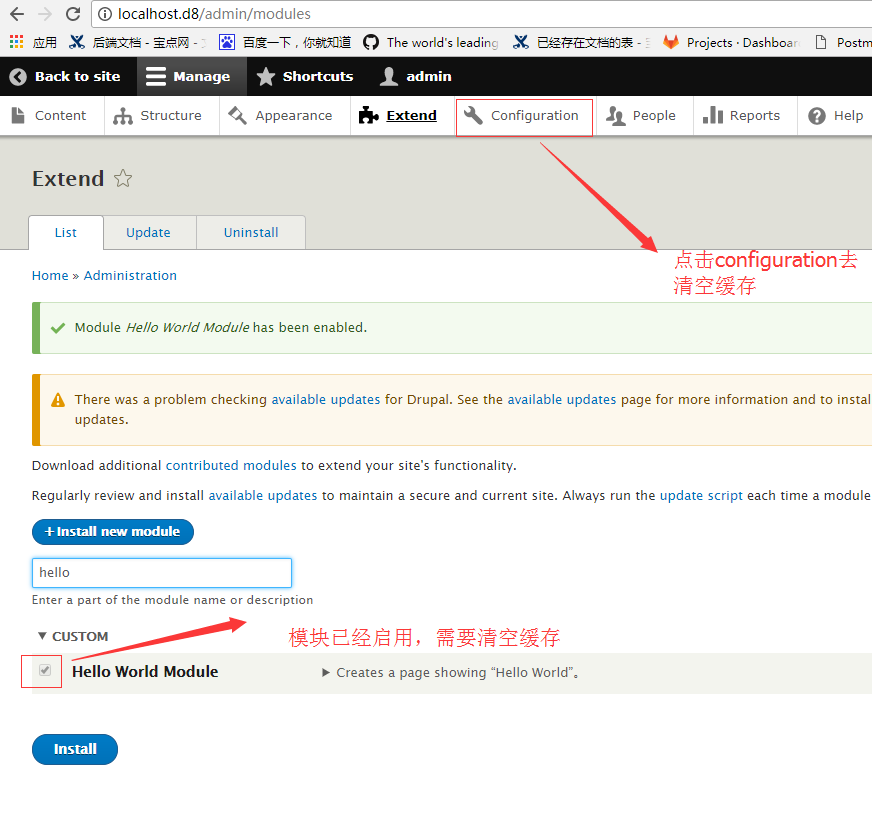 localhost.d8/admin/modules
应用 后端文档 - 宝点网 - 百度一下，你就知道 The world's leading 已经存在文档的表 - Projects · Dashboar Postm
Back to site Manage Shortcuts admin
Content Structure Appearance Extend Configuration People Reports Help
Extend
List Update Uninstall
点击configuration去
清空缓存
Home » Administration
Module Hello World Module has been enabled.
There was a problem checking available updates for Drupal. See the available updates page for more information and to instal
updates.
Download additional contributed modules to extend your site's functionality.
Regularly review and install available updates to maintain a secure and current site. Always run the update script each time a module
+ Install new module
hello
Enter a part of the module name or description
▼ CUSTOM
模块已经启用，需要清空缓存
Hello World Module ▶ Creates a page showing “Hello World”。
Install